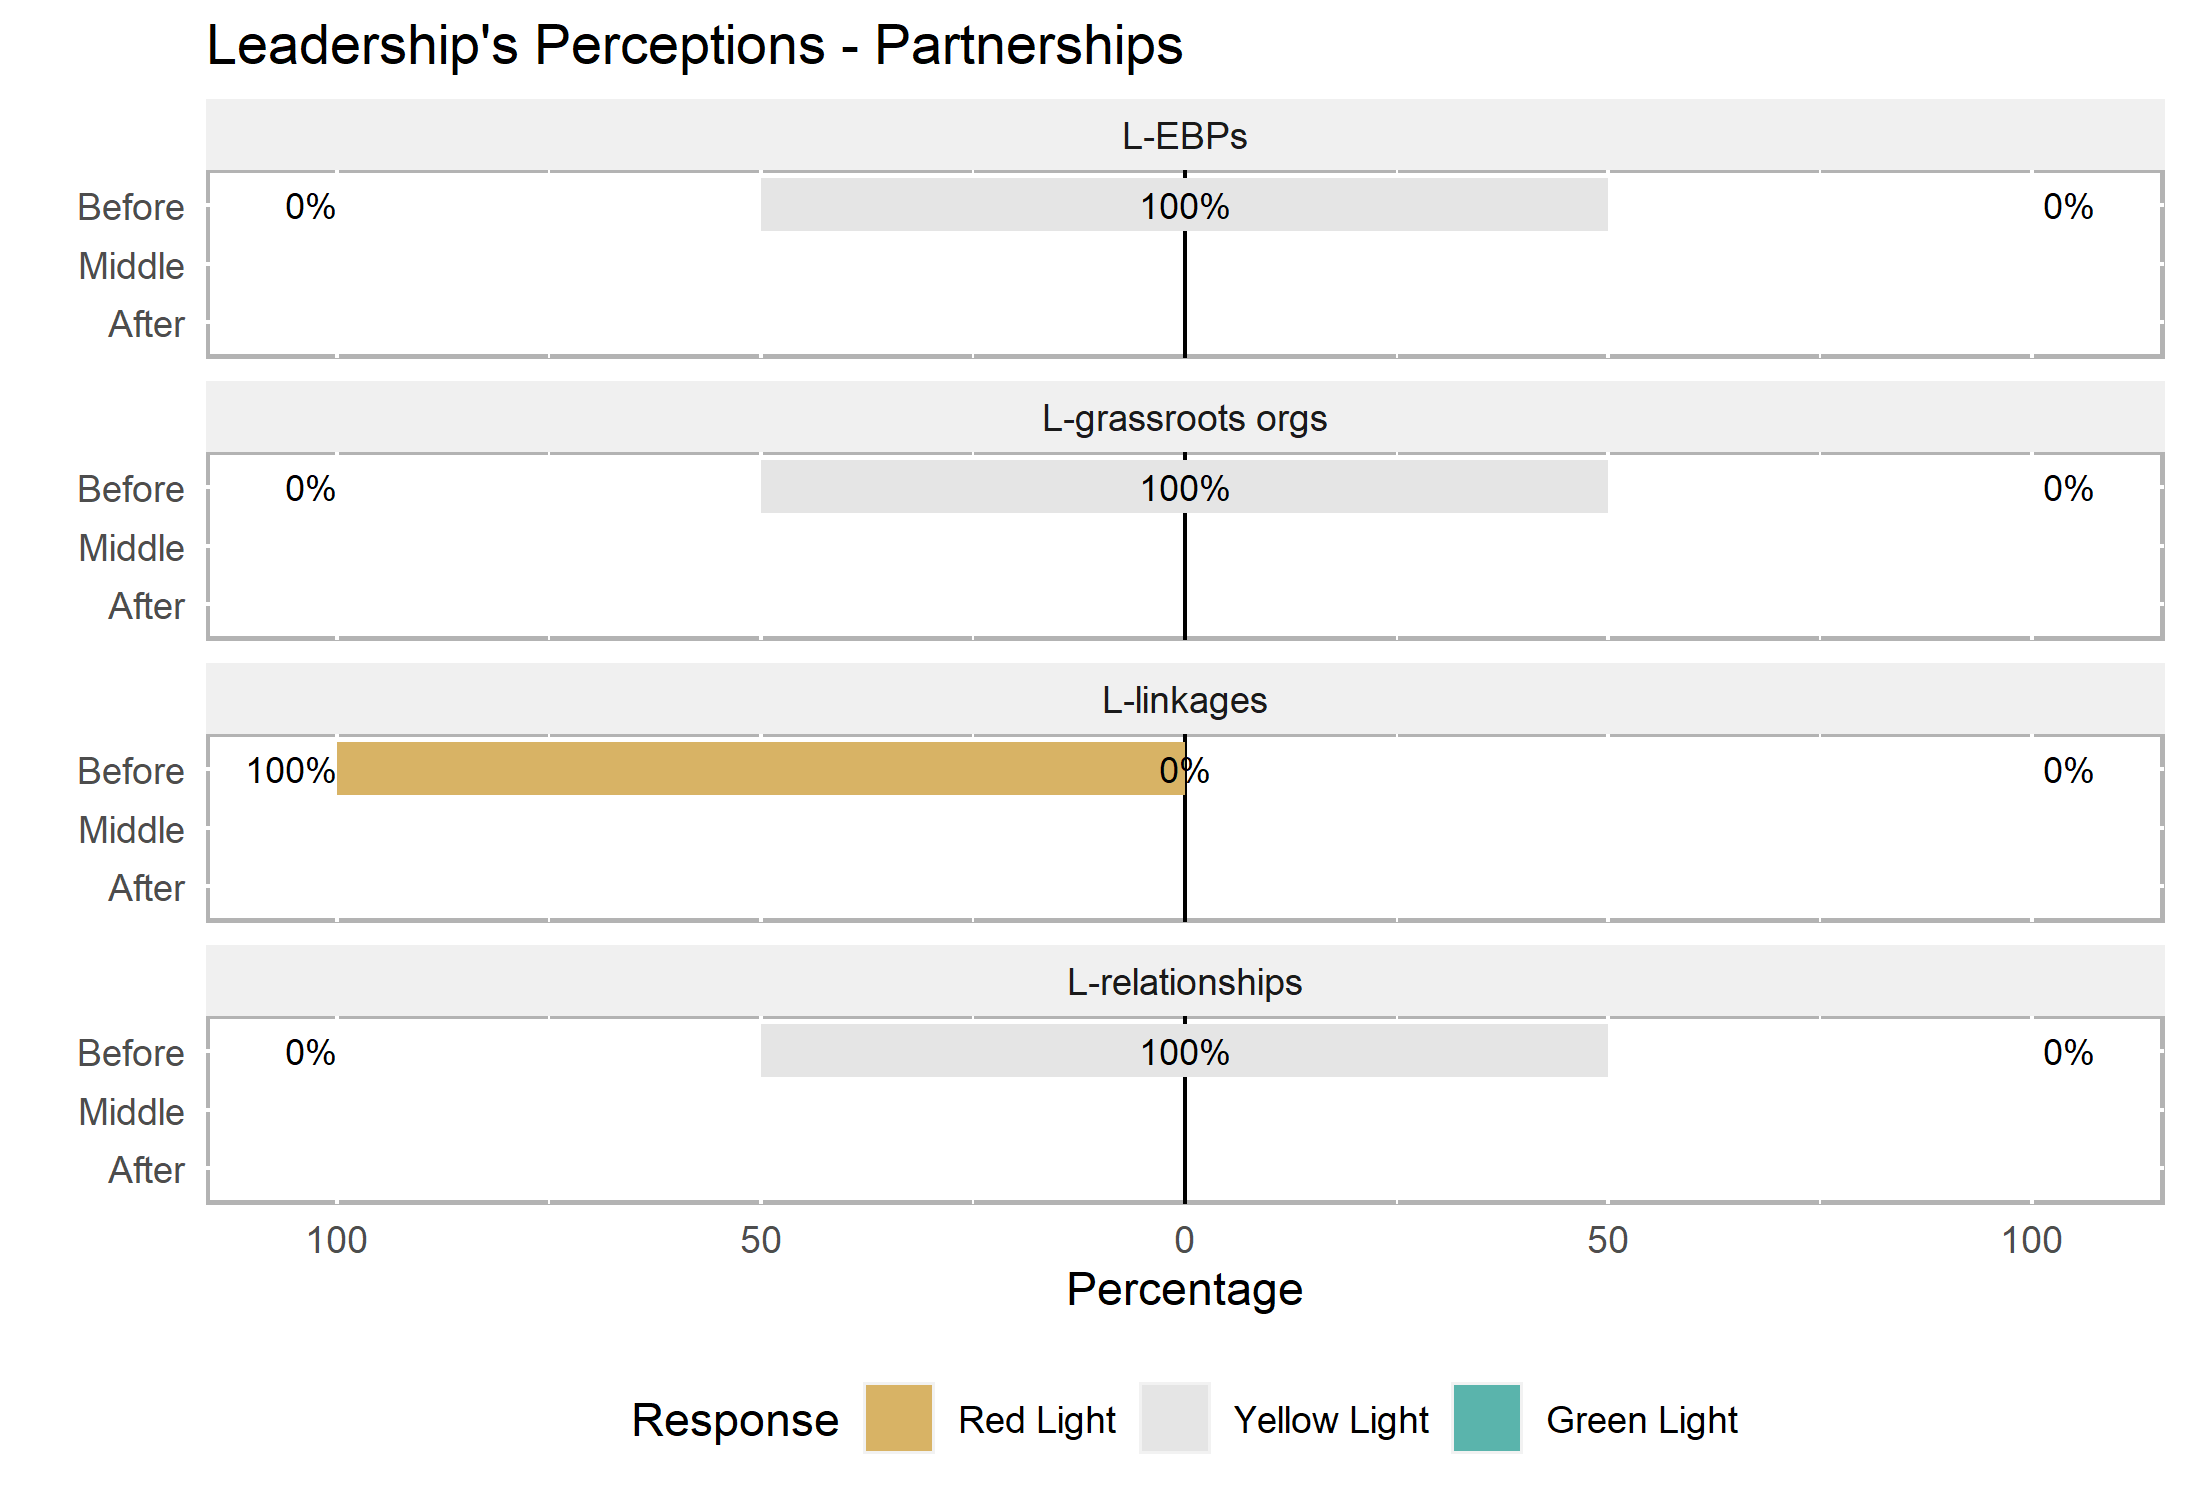 Leadership's Perceptions - Partnerships
L-EBPs
Before 0% 100% 0%
Middle
After
L-grassroots orgs
Before 0% 100% 0%
Middle
After
L-linkages
Before 100% 0% 0%
Middle
After
L-relationships
Before 0% 100% 0%
Middle
After
100 50 0 50 100
Percentage
Response Red Light Yellow Light Green Light